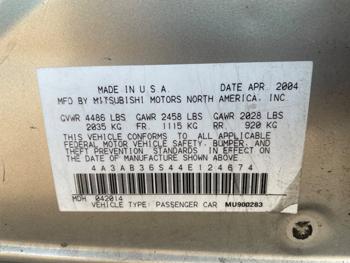 MADE IN U.S.A. DATE APR. 2004
MFD BY MITSUBISHI MOTORS NORTH AMERICA, INC.
GVWR 4486 LBS GAWR 2458 LBS GAWR 2028 LBS
2035 KG FR. 1115 KG RR 920 KG
THIS VEHICLE CONFORMS TO ALL APPLICABLE
FEDERAL MOTOR VEHICLE SAFETY, BUMPER, AND
THEFT PREVENTION STANDARDS IN EFFECT ON
THE DATE OF MANUFACTURE SHOWN ABOVE.
4A3AB36S44E124674
MDH 042014
VEHICLE TYPE: PASSENGER CAR MU900283